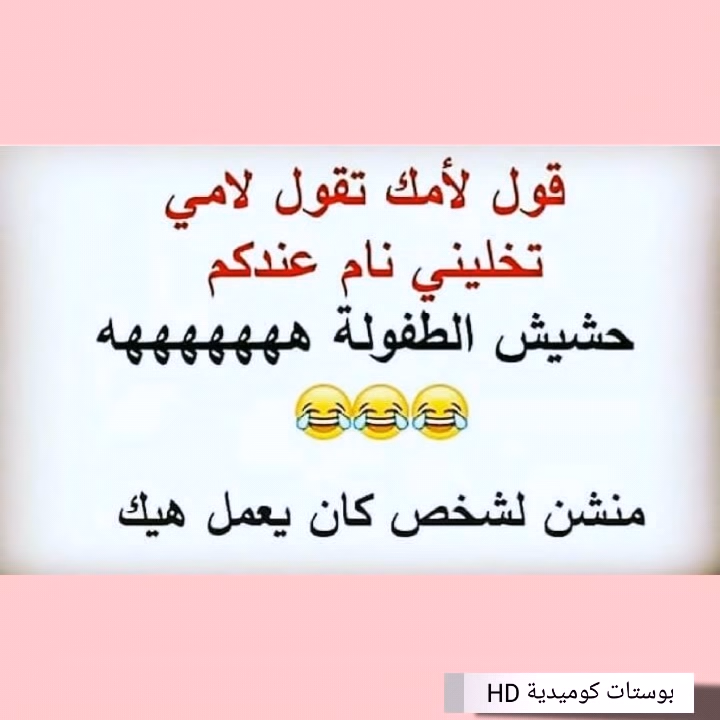 قول لأمك تقول لامي
تخليني نام عندكم
حشيش الطفولة هههههههه
😂😂😂
منشن لشخص كان يعمل هيك
بوستات كوميدية HD